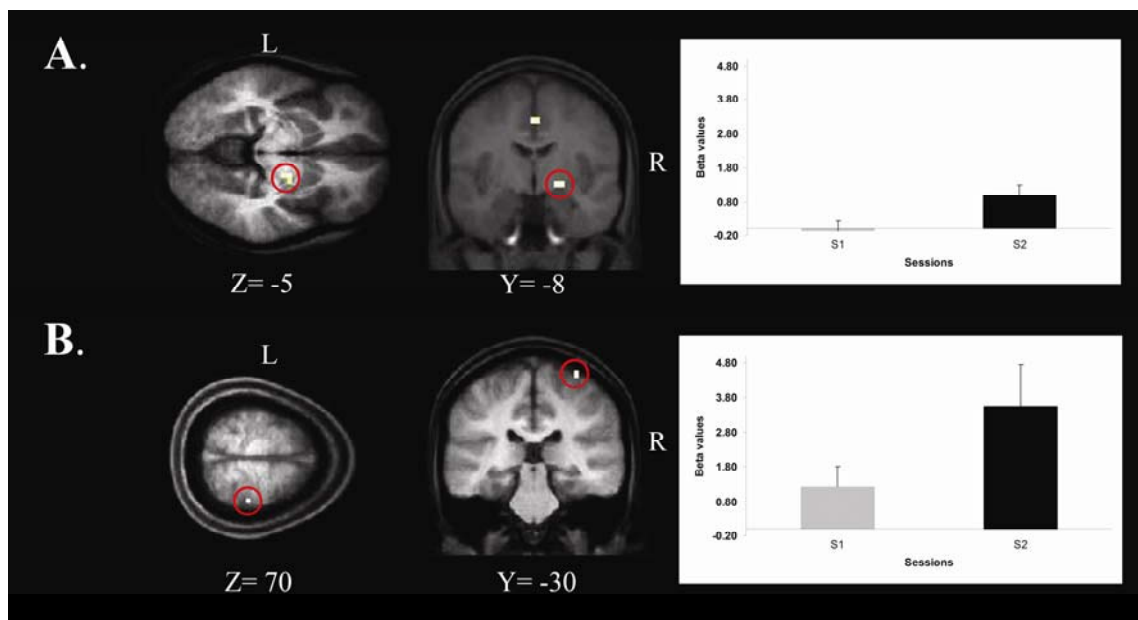 A.
L
R
Z= -5
Y= -8
Beta values
4.80
3.80
2.80
1.80
0.80
-0.20
S1
S2
Sessions
B.
L
R
Z= 70
Y= -30
Beta values
4.80
3.80
2.80
1.80
0.80
-0.20
S1
S2
Sessions